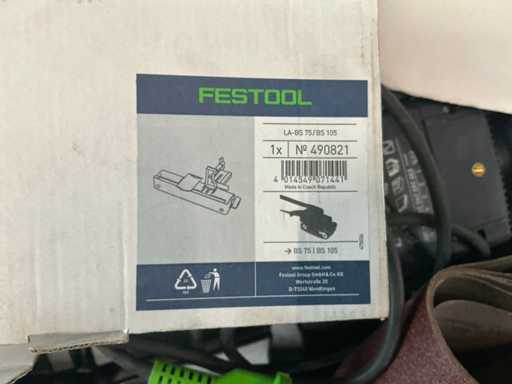 FESTOOL
LA-BS 75/BS 105
1x № 490821
4 014549 071441
Made in Czech Republic
→ BS 75 | BS 105
www.festool.com
Festool Group GmbH & Co. KG
Wertstraße 20
D-73240 Wendlingen